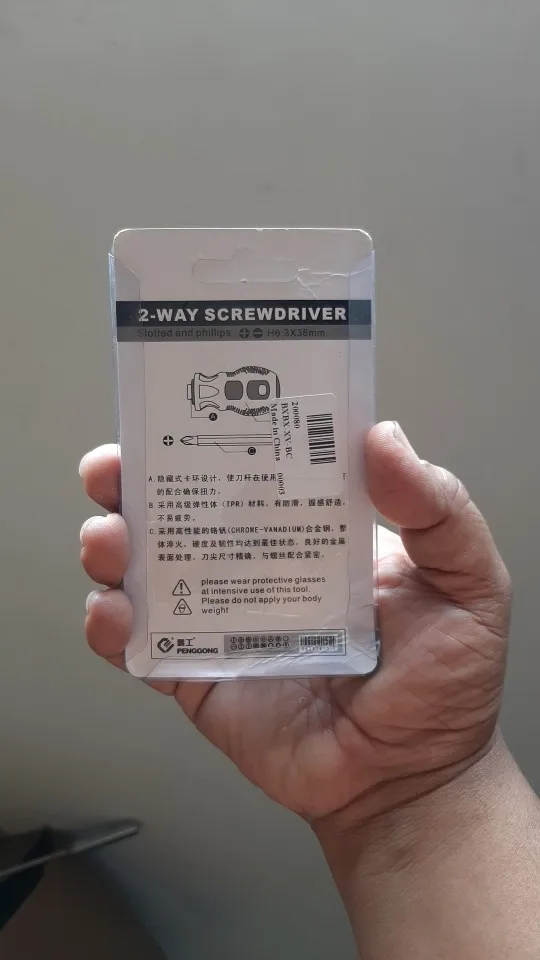 2-WAY SCREWDRIVER
Slotted and phillips H6.3X38mm
A
C
200080
BXBX-XY-BC
Made in China 00003
A.隐藏式卡环设计，使刀杆在使用
的配合确保扭力。
B 采用高级弹性体（TPR）材料，有防滑，握感舒适，
不易疲劳。
C.采用高性能的铬钒(CHROME-VANADIUM)合金钢，整
体淬火，硬度及韧性均达到最佳状态，良好的金属
表面处理，刀尖尺寸精确，与螺丝配合紧密。
please wear protective glasses
at intensive use of this tool.
Please do not apply your body
weight
PENGGONG